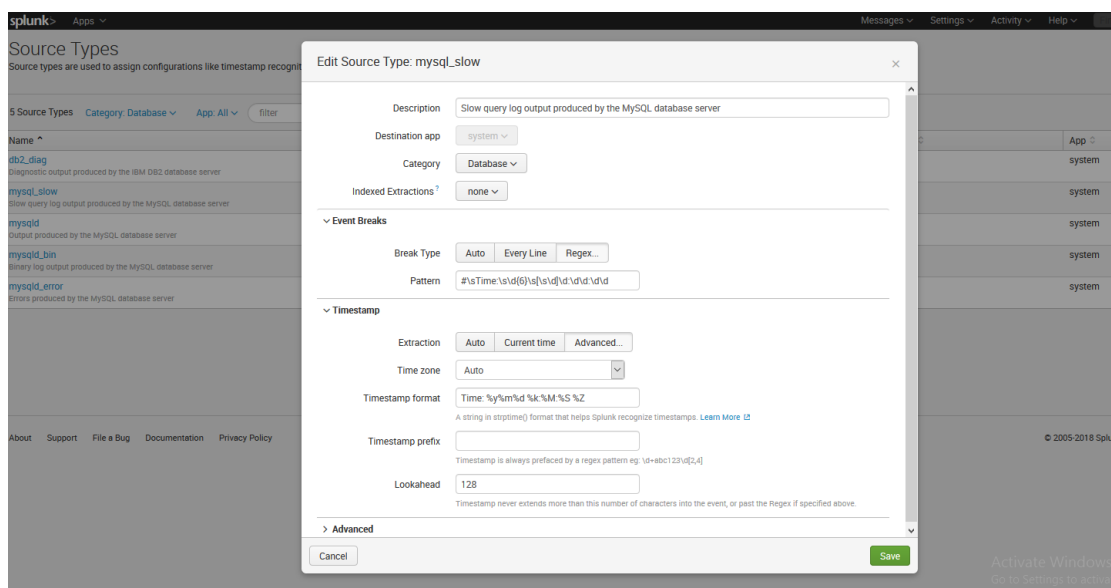 splunk> Apps Messages Settings Activity Help
Source Types
Source types are used to assign configurations like timestamp recognit
5 Source Types Category: Database App: All filter
Name App
db2_diag system
Diagnostic output produced by the IBM DB2 database server
mysql_slow system
Slow query log output produced by the MySQL database server
mysqld system
Output produced by the MySQL database server
mysqld_bin system
Binary log output produced by the MySQL database server
mysqld_error system
Errors produced by the MySQL database server
About Support File a Bug Documentation Privacy Policy © 2005-2018 Splu
Edit Source Type: mysql_slow ×
Description Slow query log output produced by the MySQL database server
Destination app system
Category Database
Indexed Extractions ? none
Event Breaks
Break Type Auto Every Line Regex...
Pattern #\sTime:\s\d{6}\s[\s\d]\d:\d\d:\d\d
Timestamp
Extraction Auto Current time Advanced...
Time zone Auto
Timestamp format Time: %y%m%d %k:%M:%S %Z
A string in strptime() format that helps Splunk recognize timestamps. Learn More
Timestamp prefix
Timestamp is always prefaced by a regex pattern eg: \d+abc123\d[2,4]
Lookahead 128
Timestamp never extends more than this number of characters into the event, or past the Regex if specified above.
> Advanced
Cancel Save
Activate Windows
Go to Settings to activa